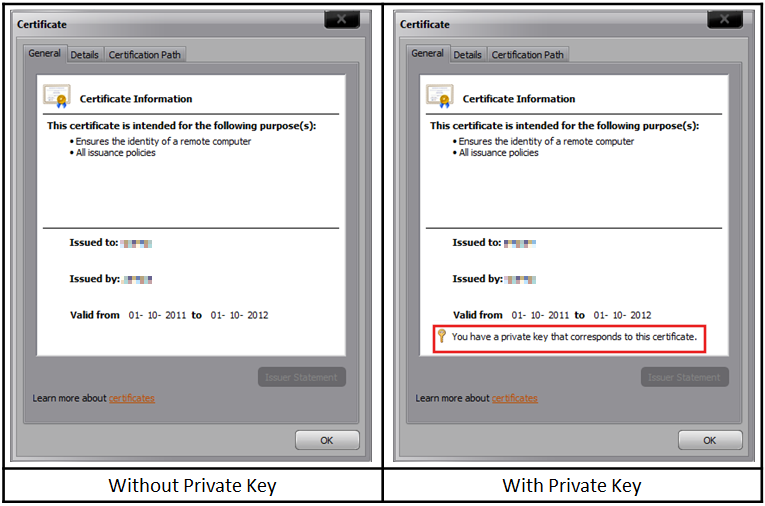 Certificate
General Details Certification Path
Certificate Information
This certificate is intended for the following purpose(s):
• Ensures the identity of a remote computer
• All issuance policies
Issued to:
Issued by:
Valid from 01- 10- 2011 to 01- 10- 2012
Issuer Statement
Learn more about certificates
OK
Without Private Key
Certificate
General Details Certification Path
Certificate Information
This certificate is intended for the following purpose(s):
• Ensures the identity of a remote computer
• All issuance policies
Issued to:
Issued by:
Valid from 01- 10- 2011 to 01- 10- 2012
You have a private key that corresponds to this certificate.
Issuer Statement
Learn more about certificates
OK
With Private Key